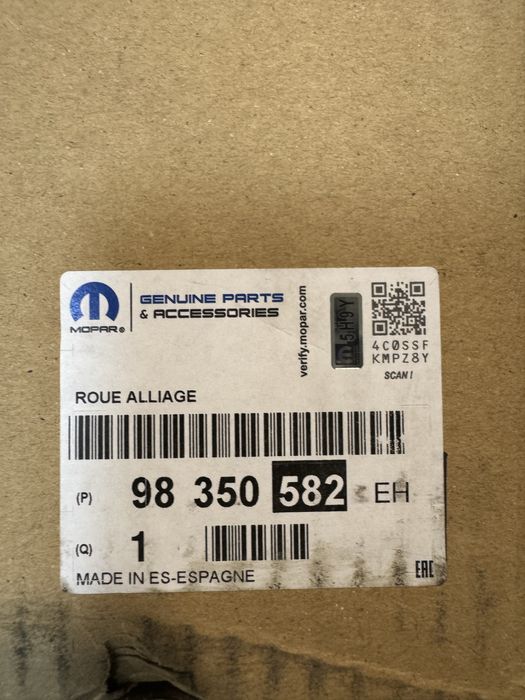 MOPAR®
GENUINE PARTS
& ACCESSORIES
verify.mopar.com
5H9Y
4C0SSF
KMPZ8Y
SCAN!
ROUE ALLIAGE
(P) 98 350 582 EH
(Q) 1
MADE IN ES-ESPAGNE
EAC